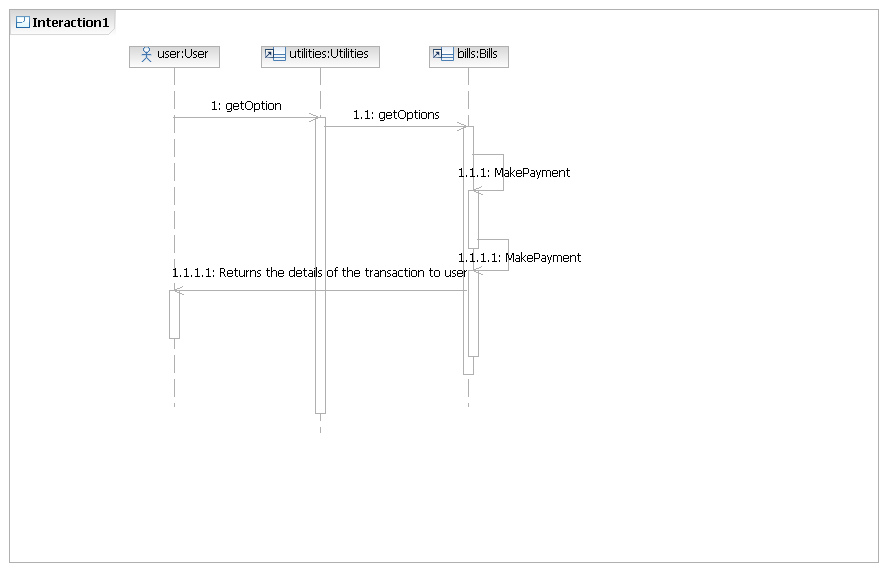 Interaction1
user:User
utilities:Utilities
bills:Bills
1: getOption
1.1: getOptions
1.1.1: MakePayment
1.1.1.1: MakePayment
1.1.1.1: Returns the details of the transaction to user